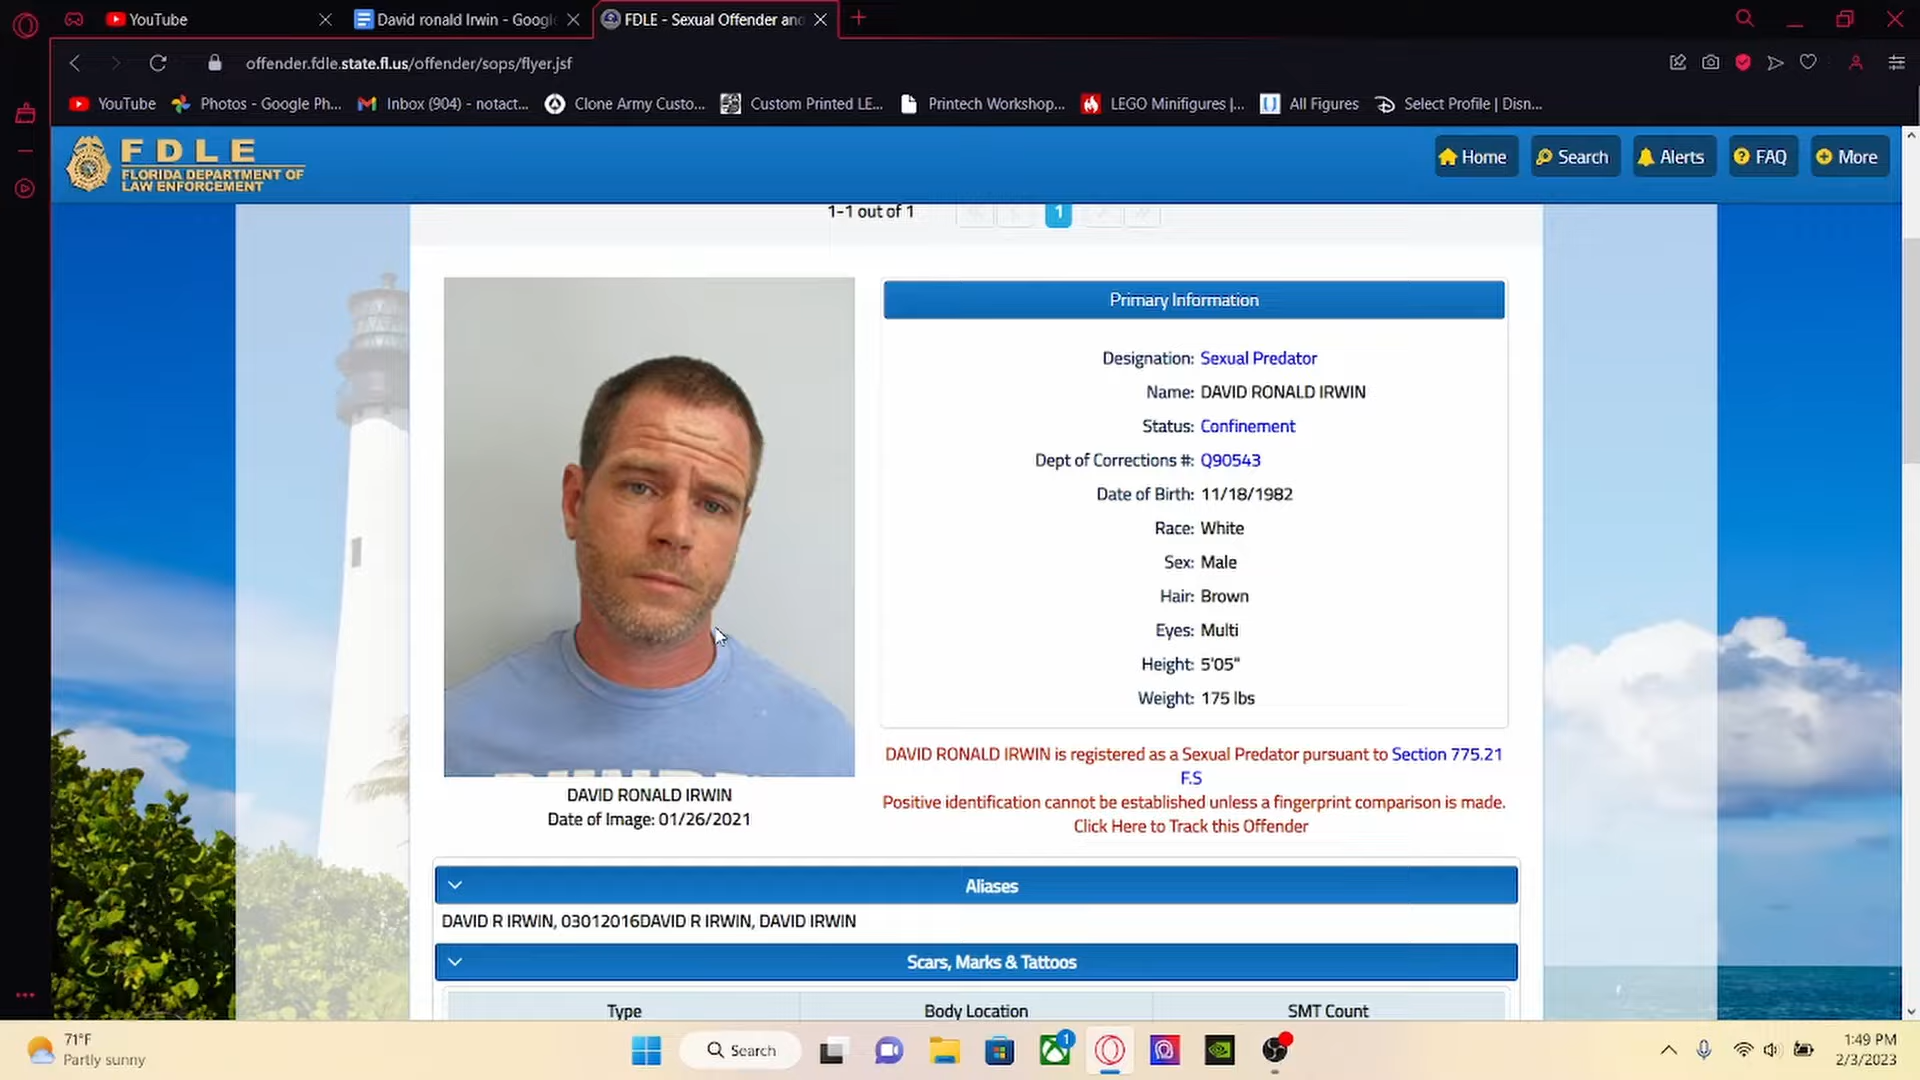 YouTube
David ronald Irwin - Googl
FDLE - Sexual Offender and
offender.fdle.state.fl.us/offender/sops/flyer.jsf
YouTube
Photos - Google Ph...
Inbox (904) - notact...
Clone Army Custo...
Custom Printed LE...
Printech Workshop...
LEGO Minifigures |...
All Figures
Select Profile | Disn...
FDLE
FLORIDA DEPARTMENT OF
LAW ENFORCEMENT
Home
Search
Alerts
FAQ
More
1-1 out of 1
1
Primary Information
Designation: Sexual Predator
Name: DAVID RONALD IRWIN
Status: Confinement
Dept of Corrections #: Q90543
Date of Birth: 11/18/1982
Race: White
Sex: Male
Hair: Brown
Eyes: Multi
Height: 5'05"
Weight: 175 lbs
DAVID RONALD IRWIN is registered as a Sexual Predator pursuant to Section 775.21
F.S
Positive identification cannot be established unless a fingerprint comparison is made.
Click Here to Track this Offender
DAVID RONALD IRWIN
Date of Image: 01/26/2021
Aliases
DAVID R IRWIN, 03012016DAVID R IRWIN, DAVID IRWIN
Scars, Marks & Tattoos
Type
Body Location
SMT Count
71°F
Partly sunny
Search
1
1:49 PM
2/3/2023